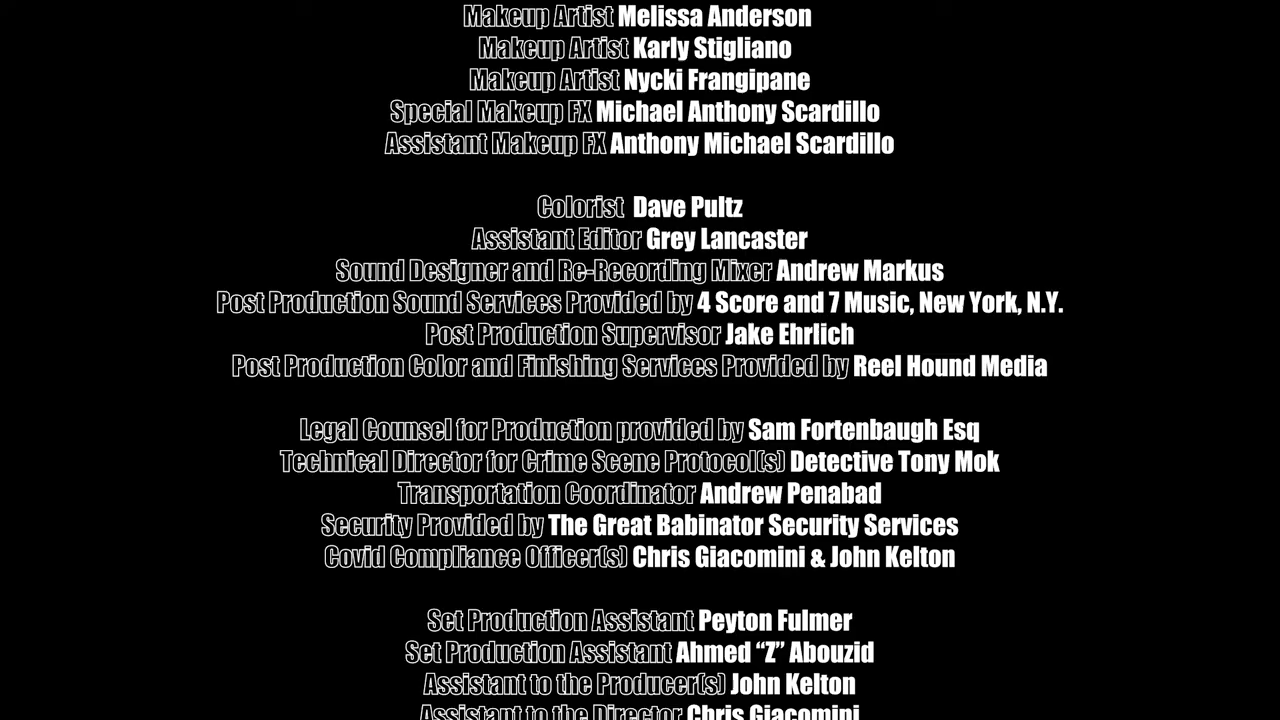 Makeup Artist Melissa Anderson
Makeup Artist Karly Stigliano
Makeup Artist Nycki Frangipane
Special Makeup FX Michael Anthony Scardillo
Assistant Makeup FX Anthony Michael Scardillo
Colorist Dave Pultz
Assistant Editor Grey Lancaster
Sound Designer and Re-Recording Mixer Andrew Markus
Post Production Sound Services Provided by 4 Score and 7 Music, New York, N.Y.
Post Production Supervisor Jake Ehrlich
Post Production Color and Finishing Services Provided by Reel Hound Media
Legal Counsel for Production provided by Sam Fortenbaugh Esq
Technical Director for Crime Scene Protocol(s) Detective Tony Mok
Transportation Coordinator Andrew Penabad
Security Provided by The Great Babinator Security Services
Covid Compliance Officer(s) Chris Giacomini & John Kelton
Set Production Assistant Peyton Fulmer
Set Production Assistant Ahmed “Z” Abouzid
Assistant to the Producer(s) John Kelton
Assistant to the Director Chris Giacomini